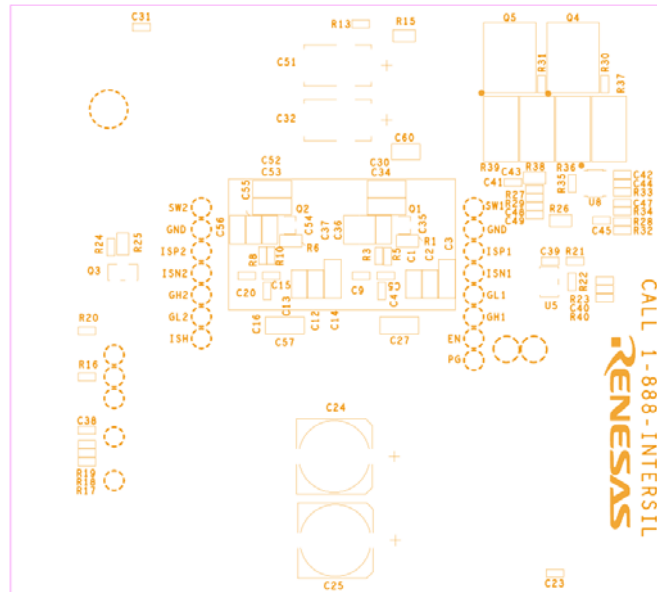 C31
R13
R15
Q5
Q4
C51
R31
R30
R37
C32
C60
C52
C53
C30
C34
R39
R38
R36
C43
C41
R35
C42
C44
R33
C55
SW2
Q2
Q1
SW1
R27
R29
C48
C49
U8
C47
R34
R28
R32
C56
GND
C54
C37
C36
C35
GND
R26
C45
R24
R25
ISP2
R6
R10
R8
R3
R5
R1
C1
C2
C3
ISP1
Q3
ISN2
ISN1
C39
R21
GH2
C20
C15
C9
C4
GL1
R22
U5
R23
C40
R40
GL2
C16
C13
C12
C14
GH1
R20
ISH
C57
C27
EN
PG
R16
C38
R19
R18
R17
C24
C25
C23
CALL 1-888-INTERSIL
RENESAS